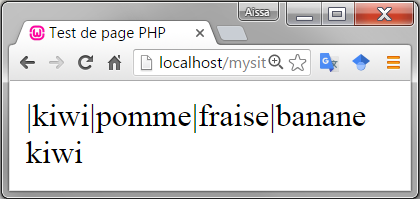 Aissa
Test de page PHP
localhost/mysit
|kiwi|pomme|fraise|banane
kiwi